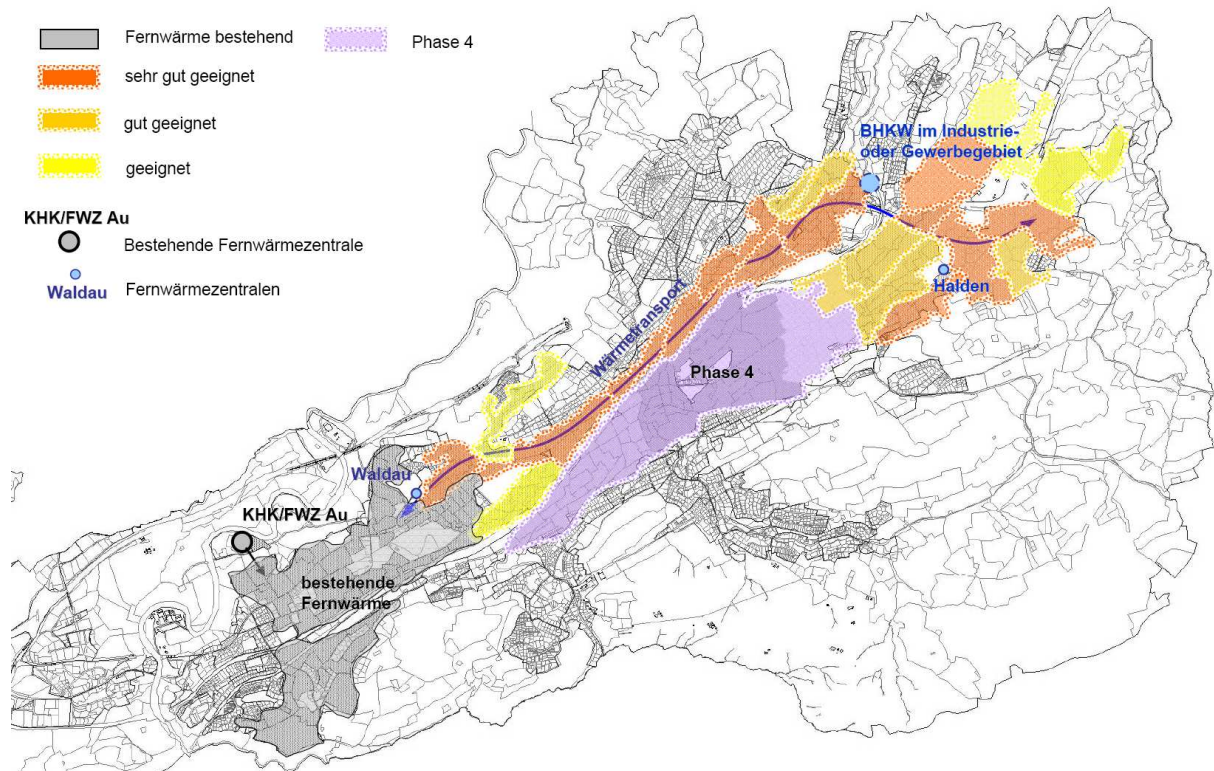 Fernwärme bestehend
Phase 4
sehr gut geeignet
gut geeignet
geeignet
KHK/FWZ Au
Bestehende Fernwärmezentrale
Waldau
Fernwärmezentralen
BHKW im Industrie-
oder Gewerbegebiet
Halden
Wärmetransport
Phase 4
Waldau
KHK/FWZ Au
bestehende
Fernwärme